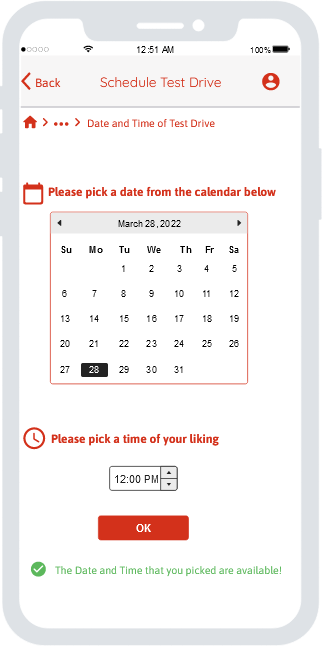 12:51 AM 100%
Back Schedule Test Drive
Date and Time of Test Drive
Please pick a date from the calendar below
March 28, 2022
Su Mo Tu We Th Fr Sa
1 2 3 4 5
6 7 8 9 10 11 12
13 14 15 16 17 18 19
20 21 22 23 24 25 26
27 28 29 30 31
Please pick a time of your liking
12:00 PM
OK
The Date and Time that you picked are available!